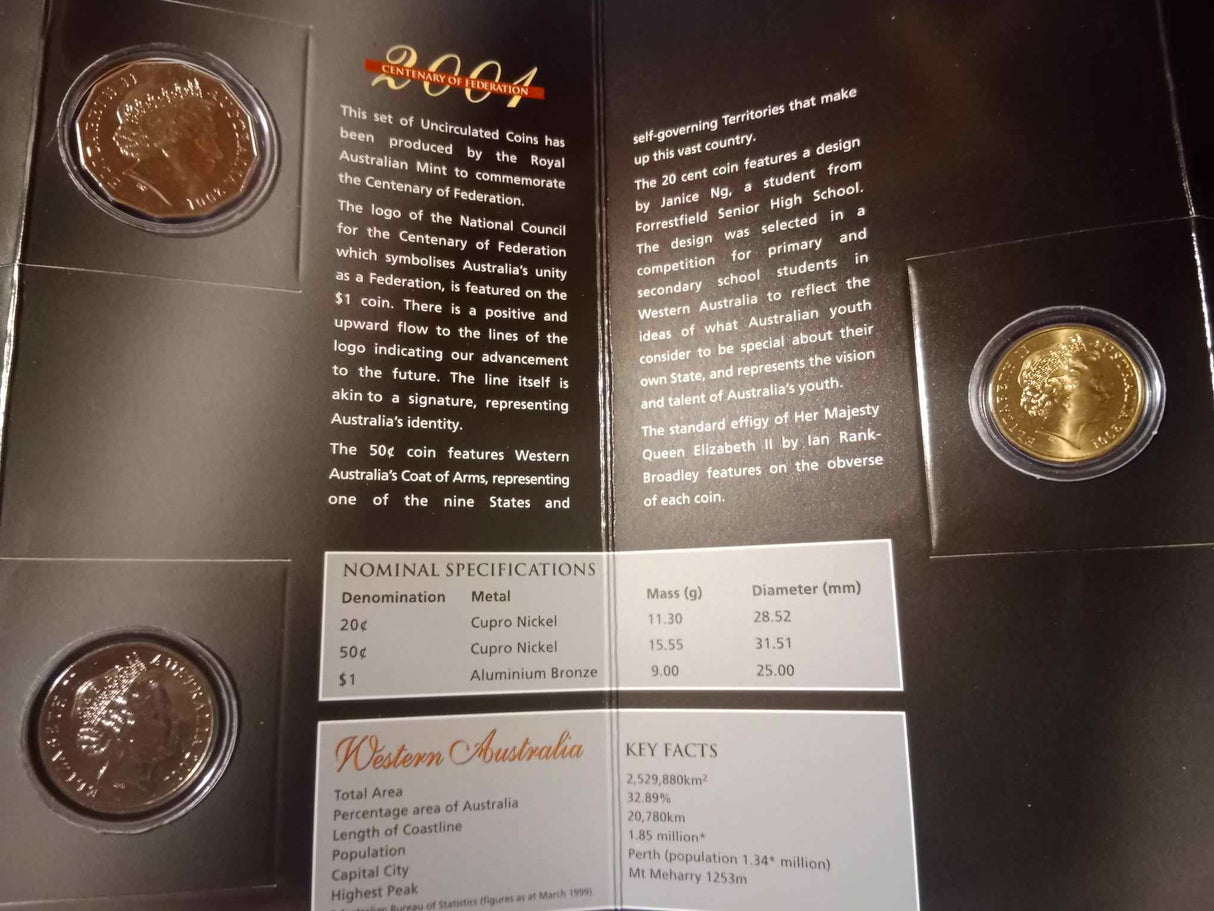 ELIZABETH II AUSTRALIA 2001
2001
CENTENARY OF FEDERATION
This set of Uncirculated Coins has
been produced by the Royal
Australian Mint to commemorate
the Centenary of Federation.
The logo of the National Council
for the Centenary of Federation
which symbolises Australia's unity
as a Federation, is featured on the
$1 coin. There is a positive and
upward flow to the lines of the
logo indicating our advancement
to the future. The line itself is
akin to a signature, representing
Australia's identity.
The 50¢ coin features Western
Australia's Coat of Arms, representing
one of the nine States and
self-governing Territories that make
up this vast country.
The 20 cent coin features a design
by Janice Ng, a student from
Forrestfield Senior High School.
The design was selected in a
competition for primary and
secondary school students in
Western Australia to reflect the
ideas of what Australian youth
consider to be special about their
own State, and represents the vision
and talent of Australia's youth.
The standard effigy of Her Majesty
Queen Elizabeth II by Ian Rank-
Broadley features on the obverse
of each coin.
ELIZABETH II AUSTRALIA 2001
NOMINAL SPECIFICATIONS
Denomination Metal Mass (g) Diameter (mm)
20¢ Cupro Nickel 11.30 28.52
50¢ Cupro Nickel 15.55 31.51
$1 Aluminium Bronze 9.00 25.00
ELIZABETH II AUSTRALIA 2001
Western Australia KEY FACTS
Total Area 2,529,880km²
Percentage area of Australia 32.89%
Length of Coastline 20,780km
Population 1.85 million*
Capital City Perth (population 1.34* million)
Highest Peak Mt Meharry 1253m
Australian Bureau of Statistics (figures as at March 1999).